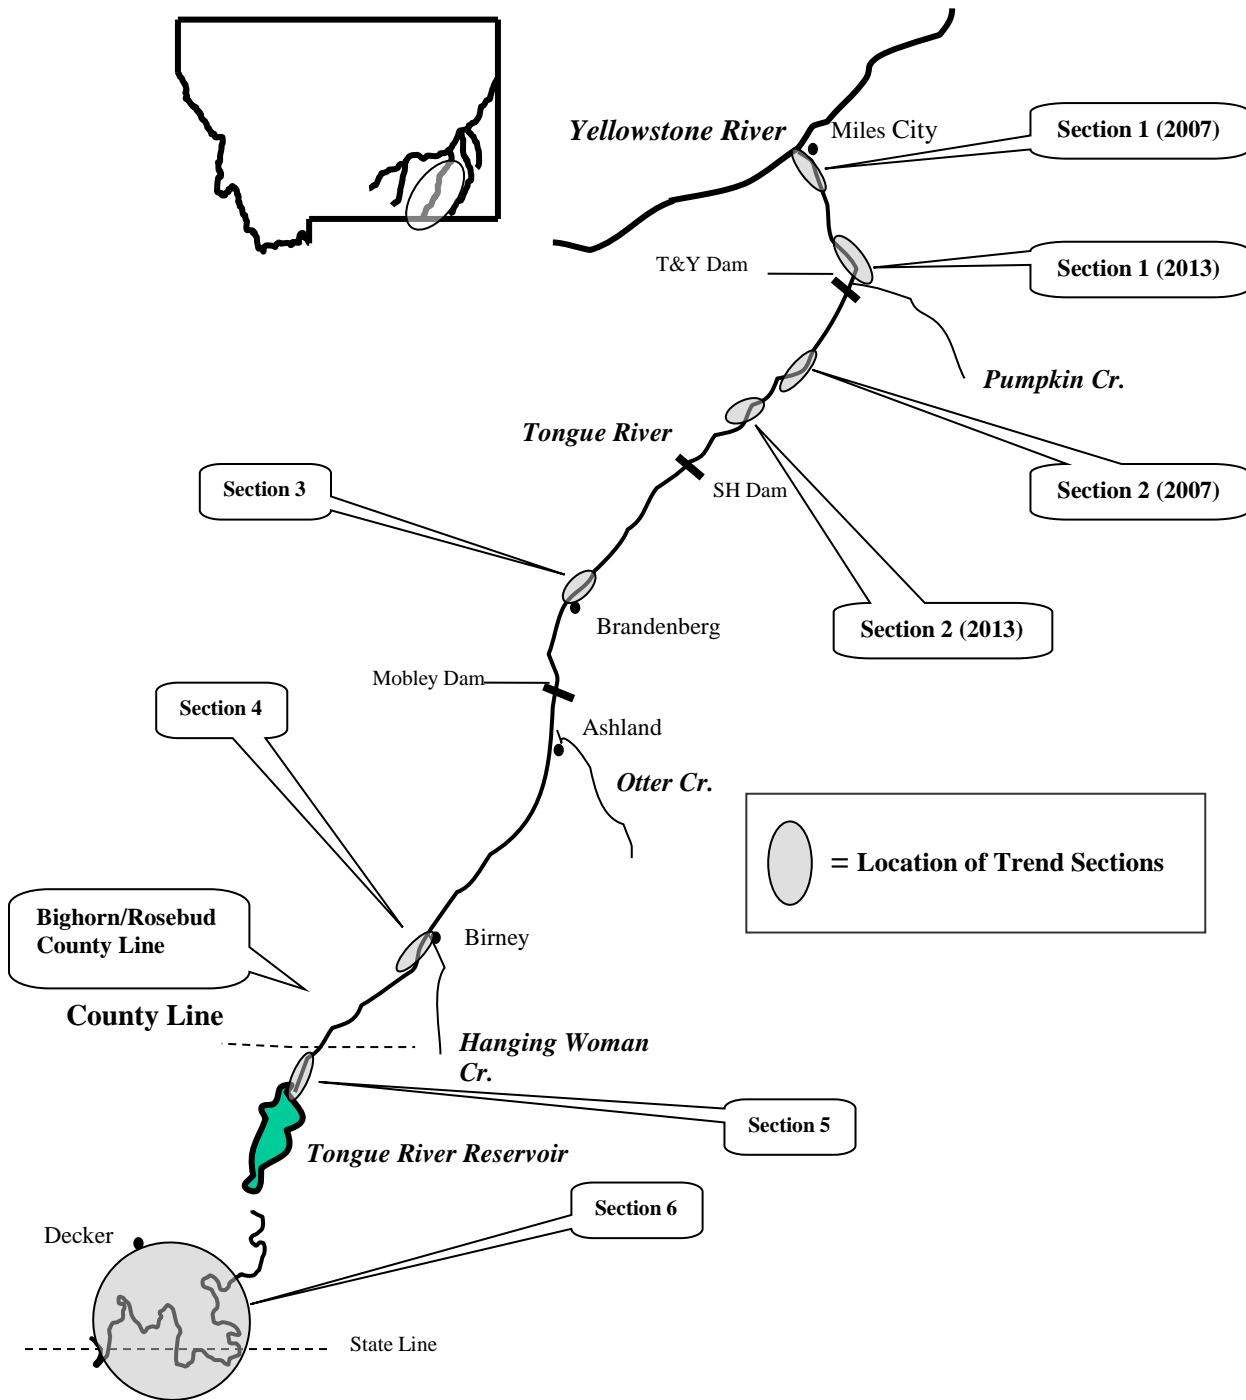 Yellowstone River
Miles City
Section 1 (2007)
T&Y Dam
Section 1 (2013)
Pumpkin Cr.
Tongue River
Section 3
SH Dam
Section 2 (2007)
Brandenberg
Section 2 (2013)
Mobley Dam
Section 4
Ashland
Otter Cr.
= Location of Trend Sections
Bighorn/Rosebud
County Line
Birney
County Line
Hanging Woman
Cr.
Section 5
Tongue River Reservoir
Section 6
Decker
State Line